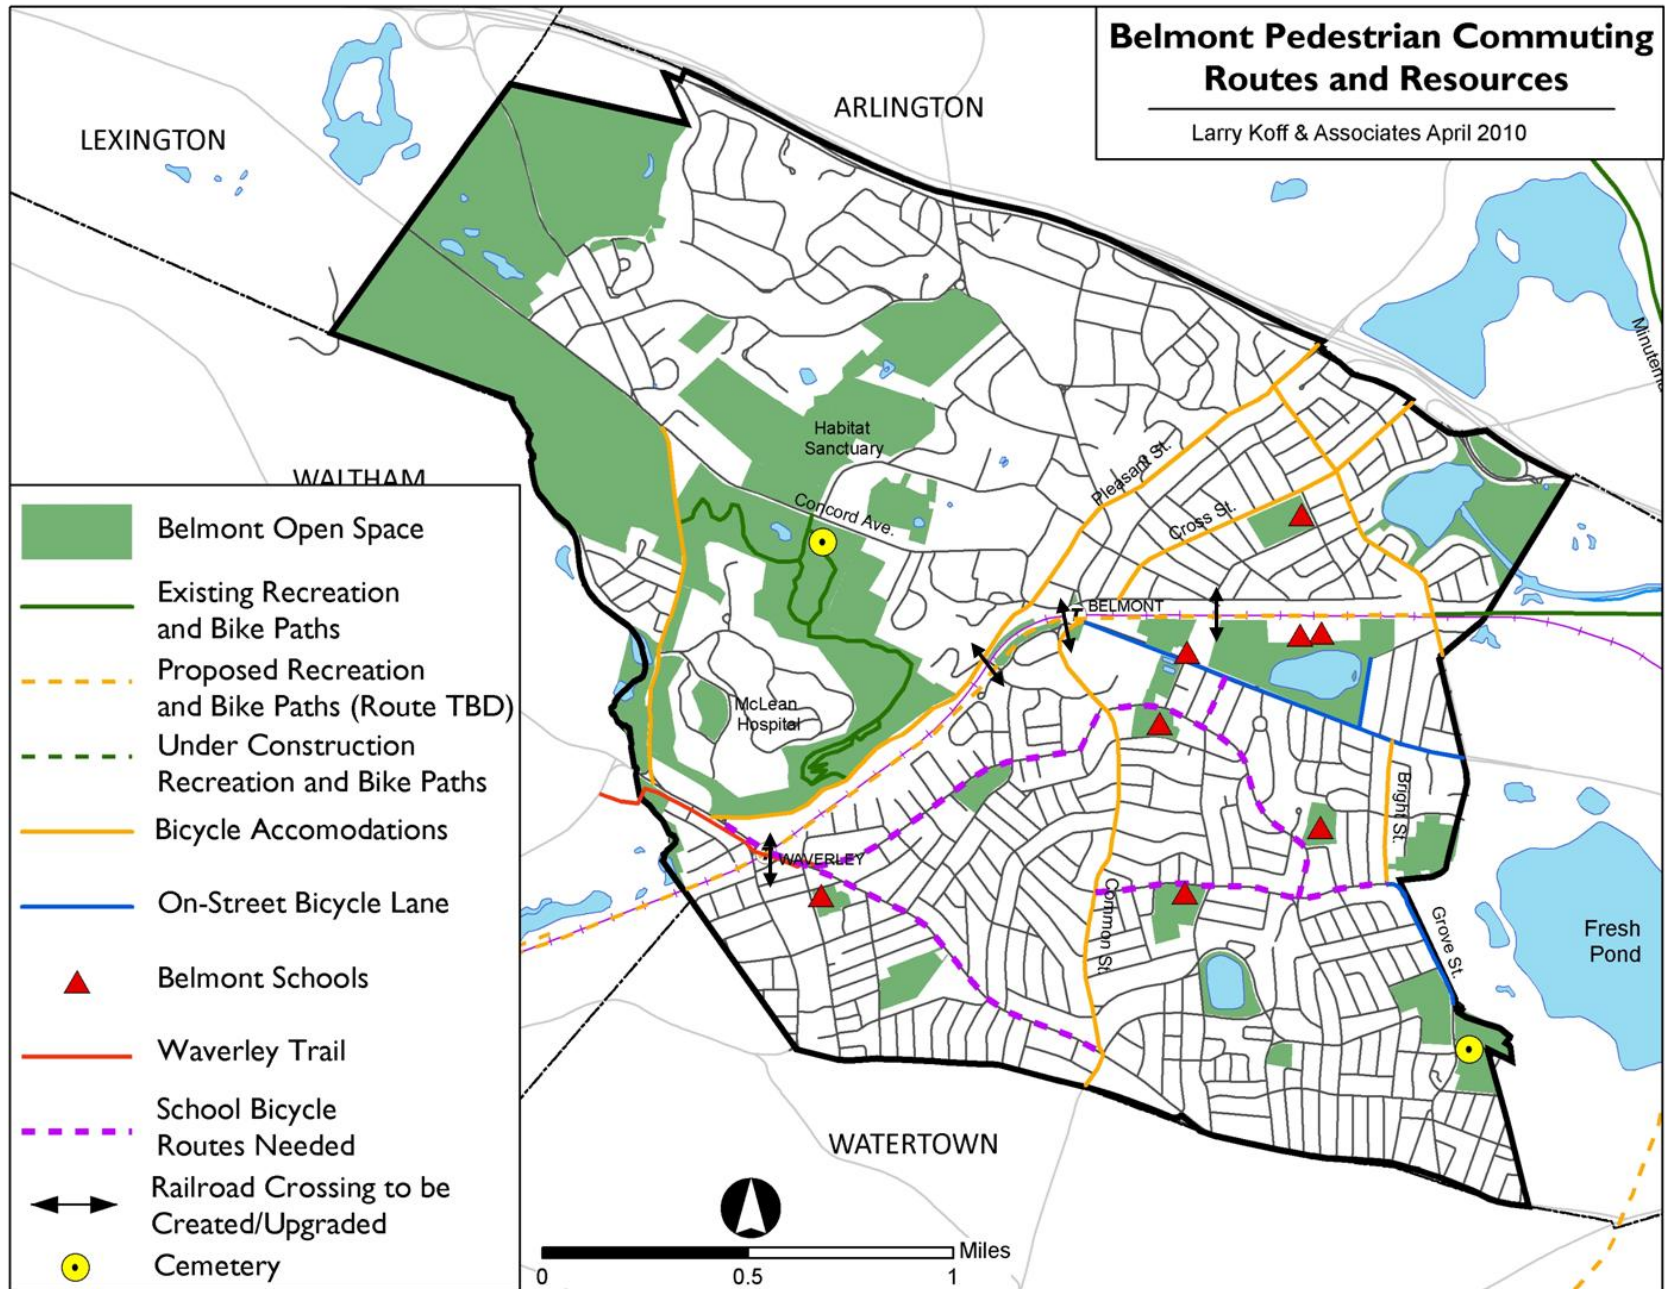 Belmont Pedestrian Commuting
Routes and Resources
Larry Koff & Associates April 2010
ARLINGTON
LEXINGTON
WALTHAM
Habitat
Sanctuary
Pleasant St.
Cross St.
Concord Ave.
BELMONT
McLean
Hospital
WAVERLEY
Bright St.
Common St.
Grove St.
Fresh
Pond
WATERTOWN
Belmont Open Space
Existing Recreation
and Bike Paths
Proposed Recreation
and Bike Paths (Route TBD)
Under Construction
Recreation and Bike Paths
Bicycle Accomodations
On-Street Bicycle Lane
Belmont Schools
Waverley Trail
School Bicycle
Routes Needed
Railroad Crossing to be
Created/Upgraded
Cemetery
Miles
0 0.5 1